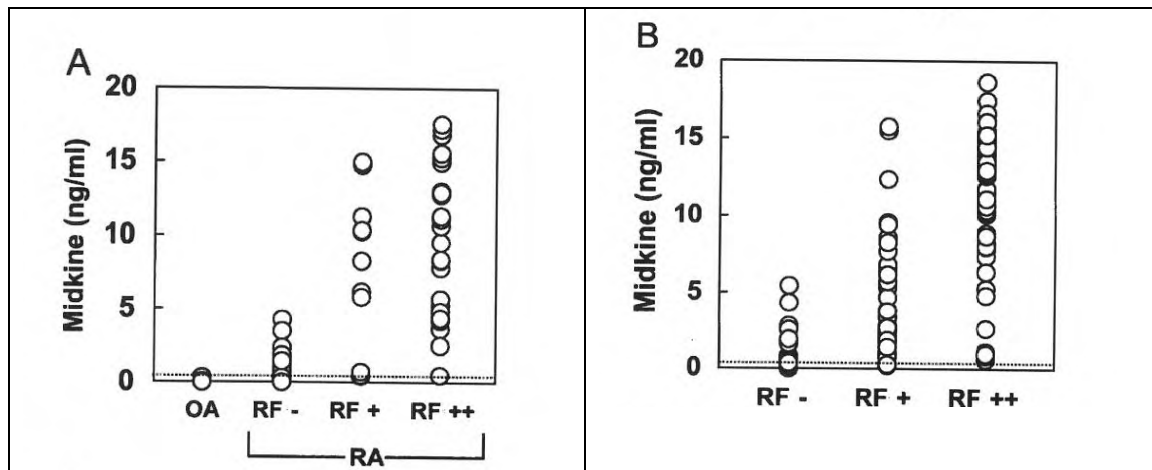 A
Midkine (ng/ml)
20
15
10
5
0
OA RF - RF + RF ++
RA
B
Midkine (ng/ml)
20
15
10
5
0
RF - RF + RF ++